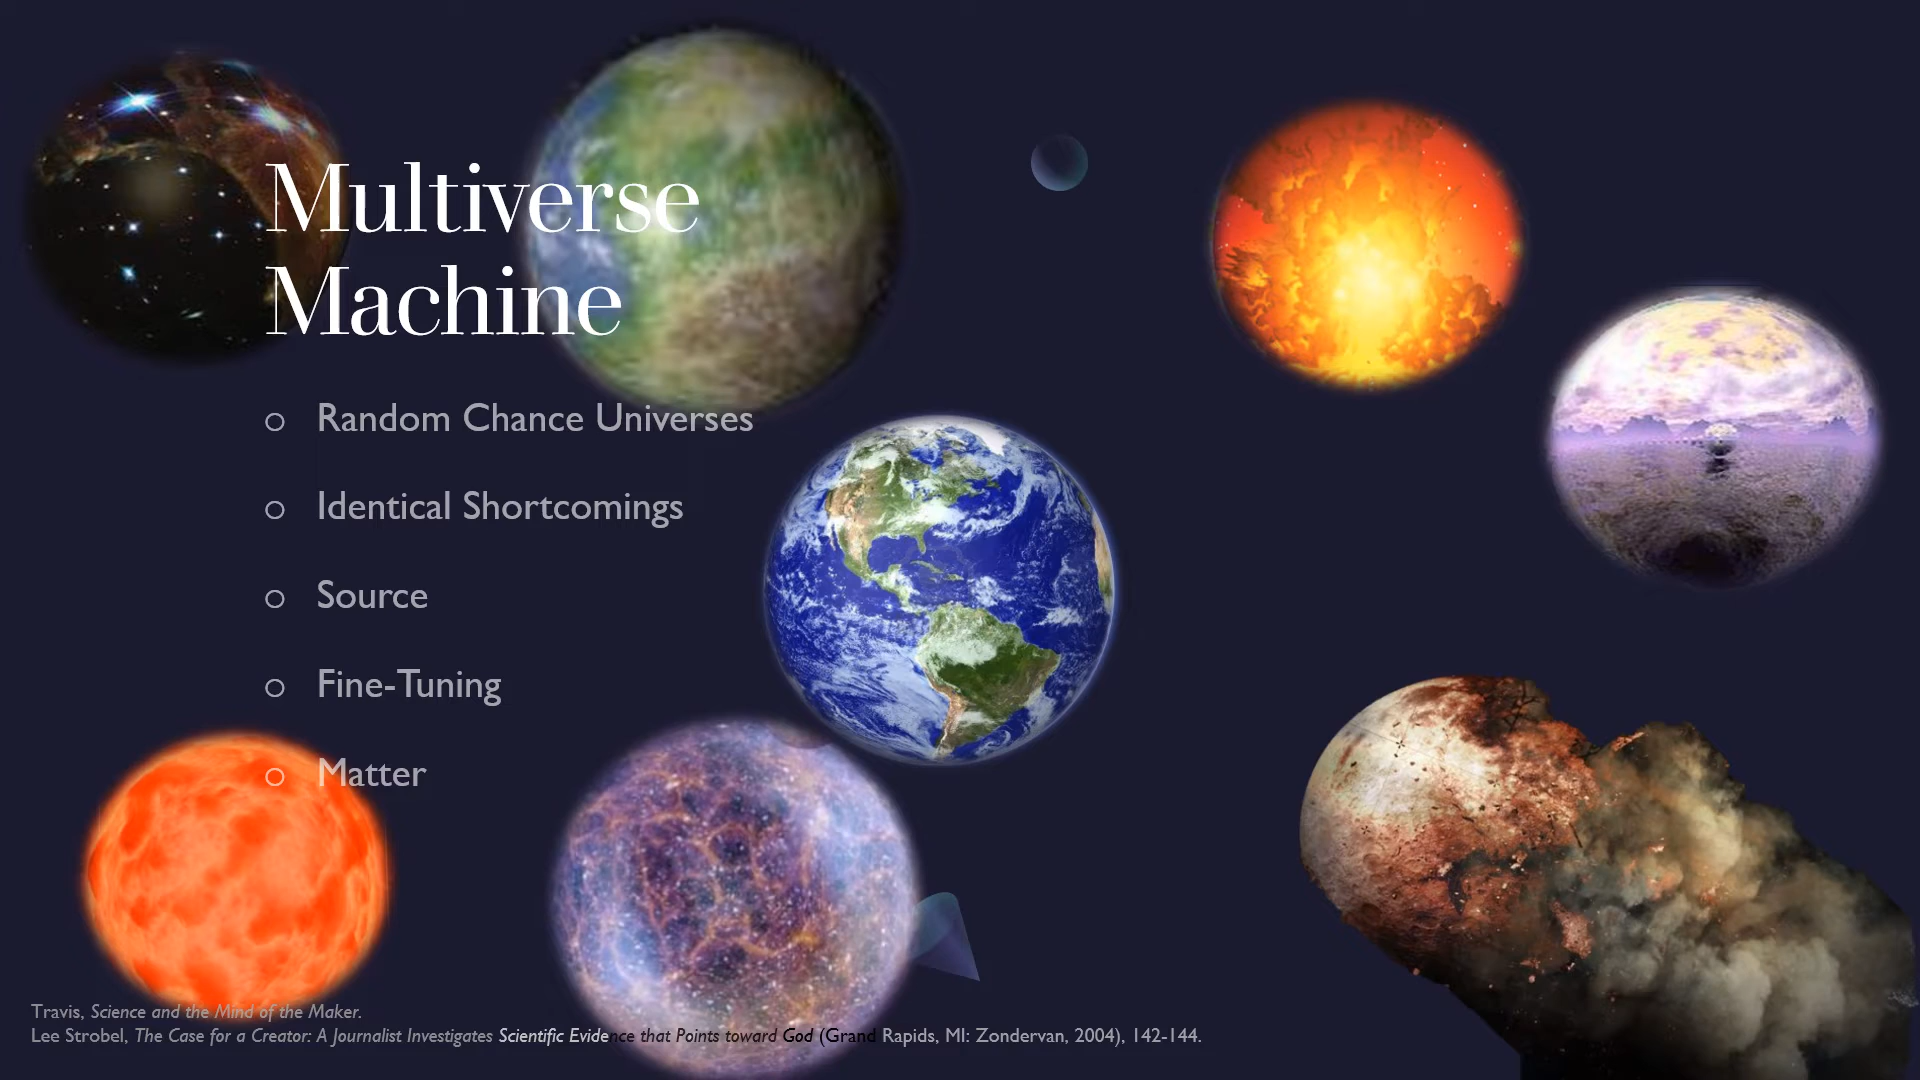 Multiverse
Machine
o Random Chance Universes
o Identical Shortcomings
o Source
o Fine-Tuning
o Matter
Travis, Science and the Mind of the Maker.
Lee Strobel, The Case for a Creator: A Journalist Investigates Scientific Evidence that Points toward God (Grand Rapids, MI: Zondervan, 2004), 142-144.